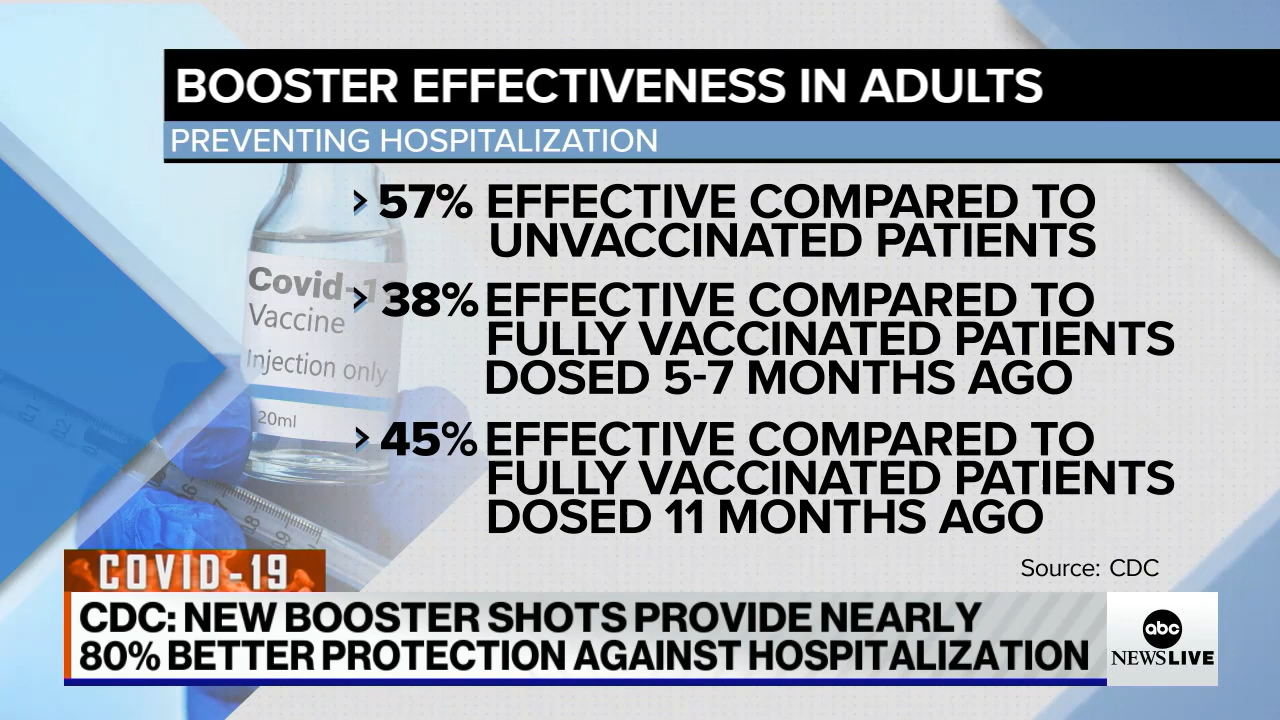 BOOSTER EFFECTIVENESS IN ADULTS
PREVENTING HOSPITALIZATION
> 57% EFFECTIVE COMPARED TO
UNVACCINATED PATIENTS
> 38% EFFECTIVE COMPARED TO
FULLY VACCINATED PATIENTS
DOSED 5-7 MONTHS AGO
> 45% EFFECTIVE COMPARED TO
FULLY VACCINATED PATIENTS
DOSED 11 MONTHS AGO
Covid-1
Vaccine
Injection only
20ml
Source: CDC
COVID-19
CDC: NEW BOOSTER SHOTS PROVIDE NEARLY
80% BETTER PROTECTION AGAINST HOSPITALIZATION
abc
NEWSLIVE